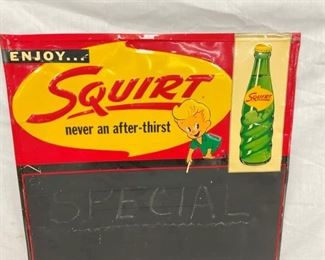 ENJOY...
SQUIRT
never an after-thirst
SQUIRT
SPECIAL